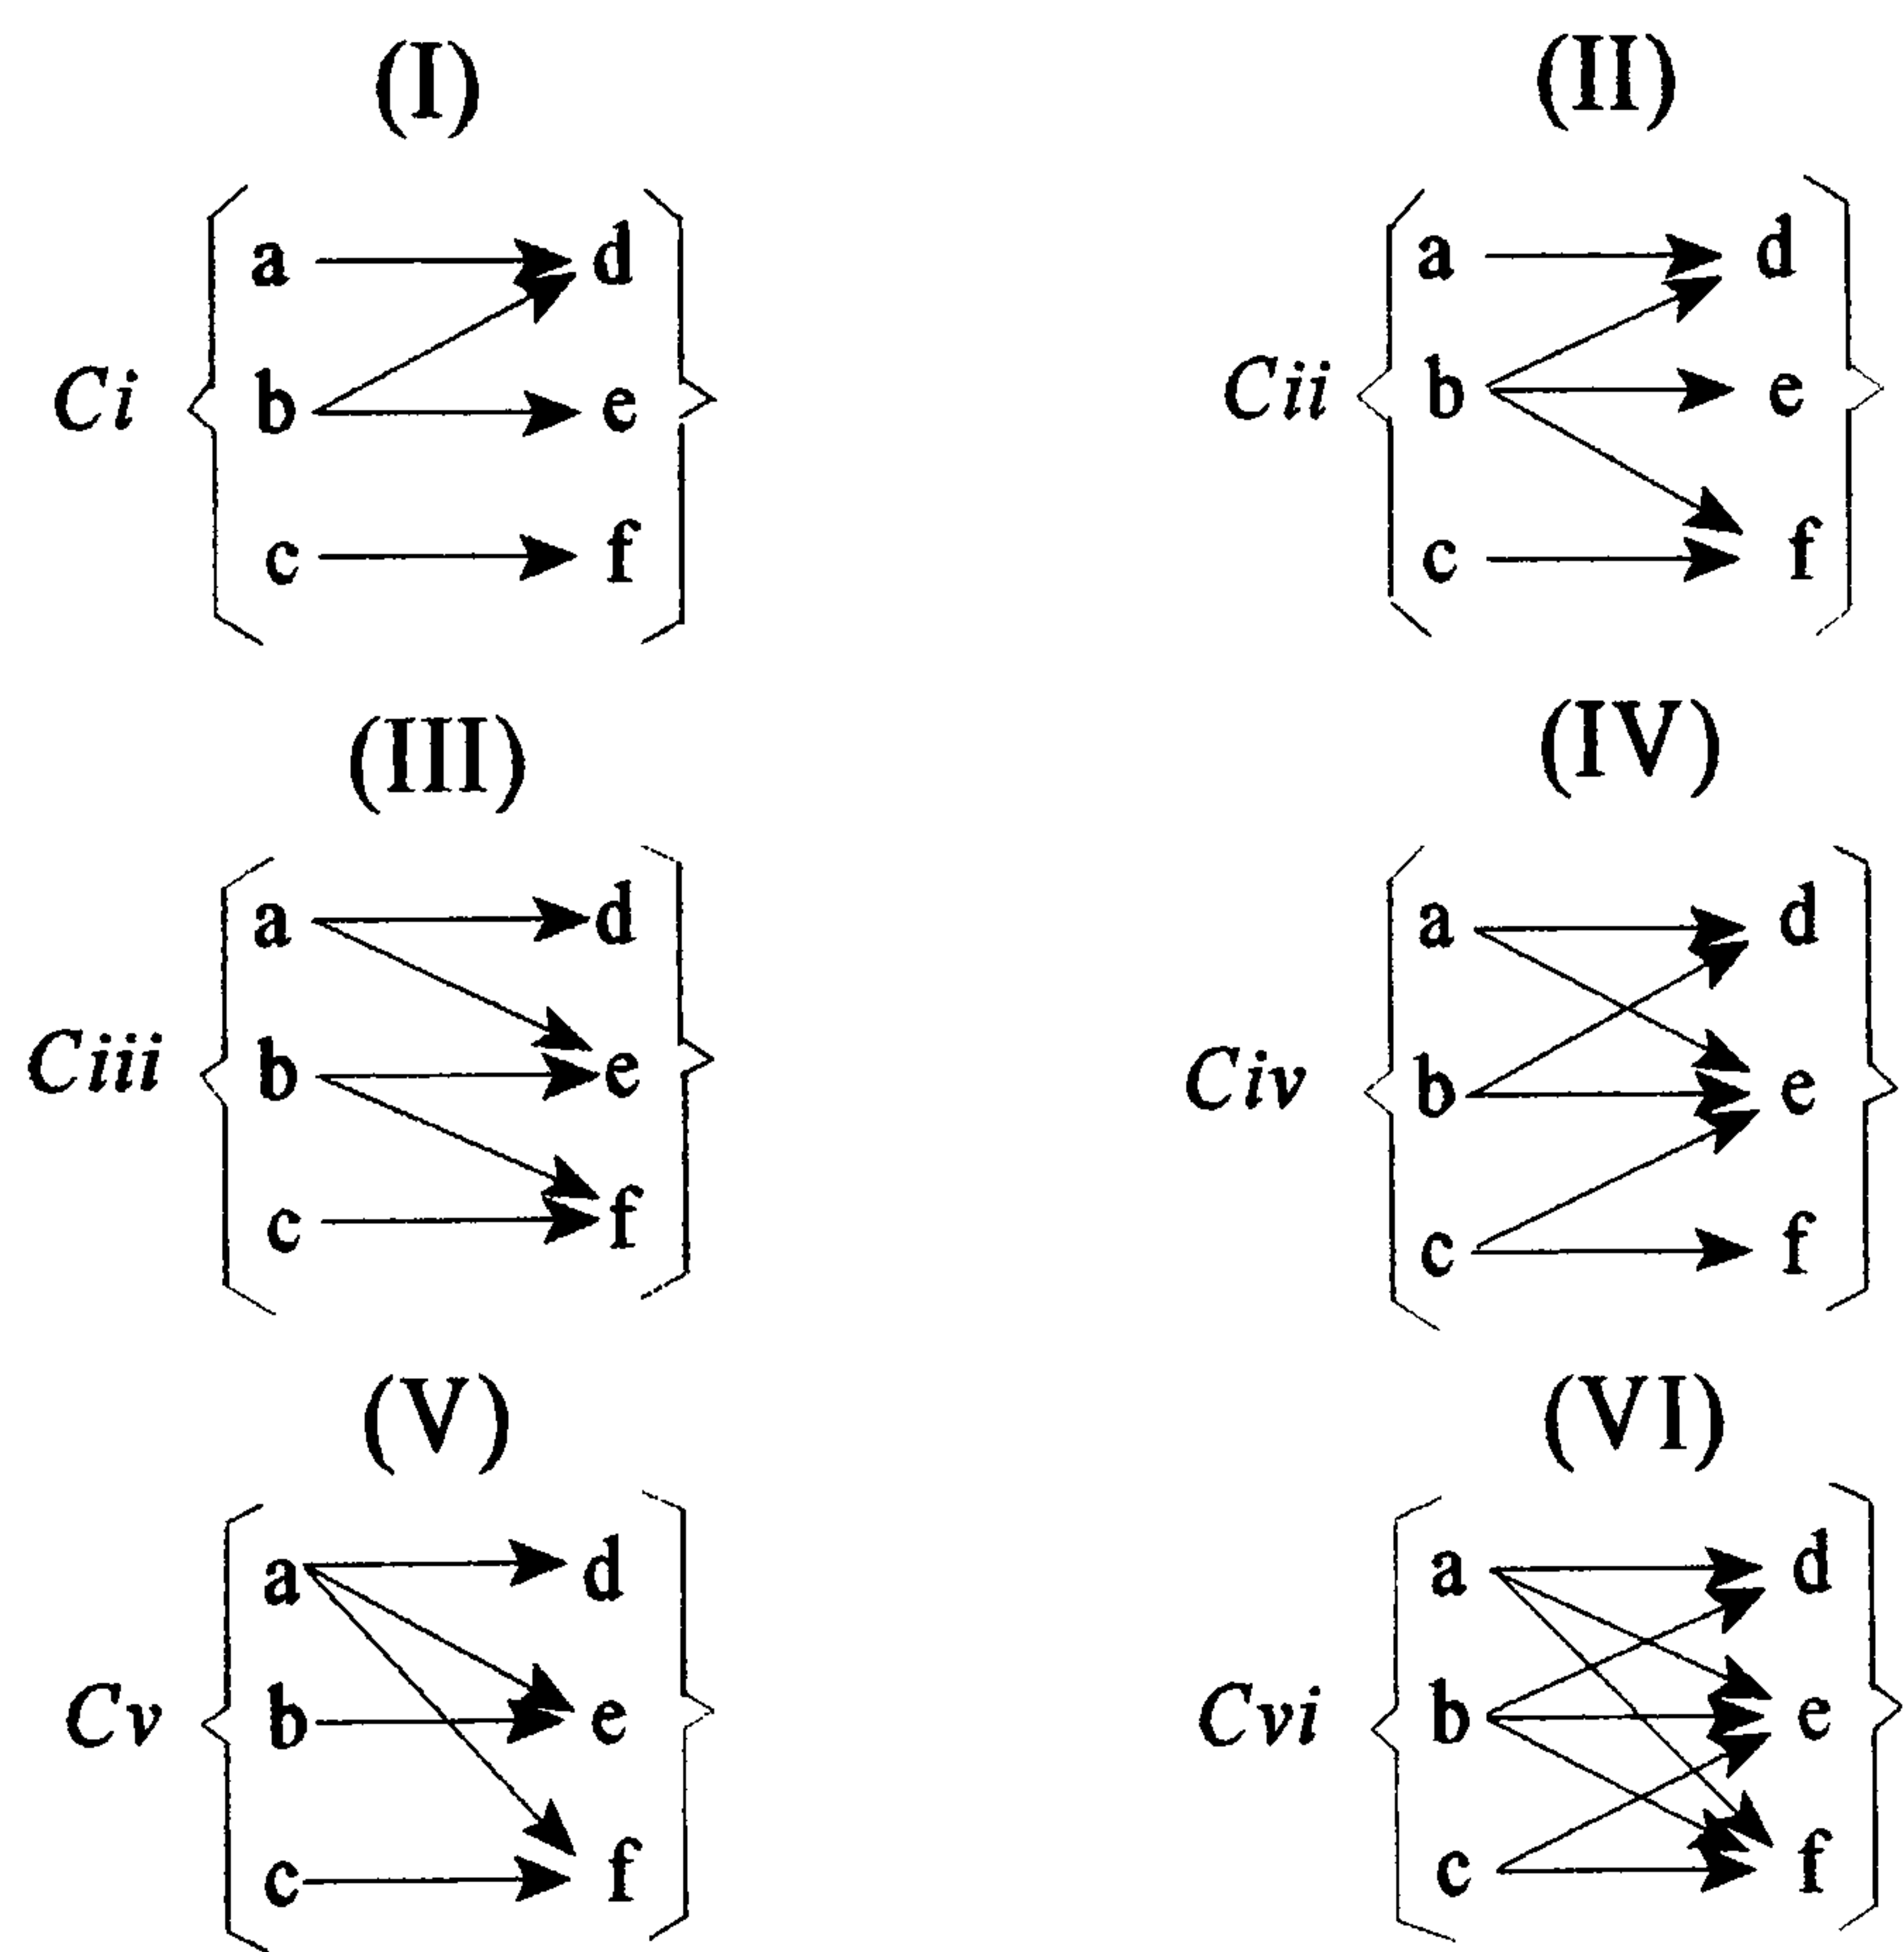 (I)
a d
Ci b e
c f
(II)
a d
Cii b e
c f
(III)
a d
Ciii b e
c f
(IV)
a d
Civ b e
c f
(V)
a d
Cv b e
c f
(VI)
a d
Cvi b e
c f